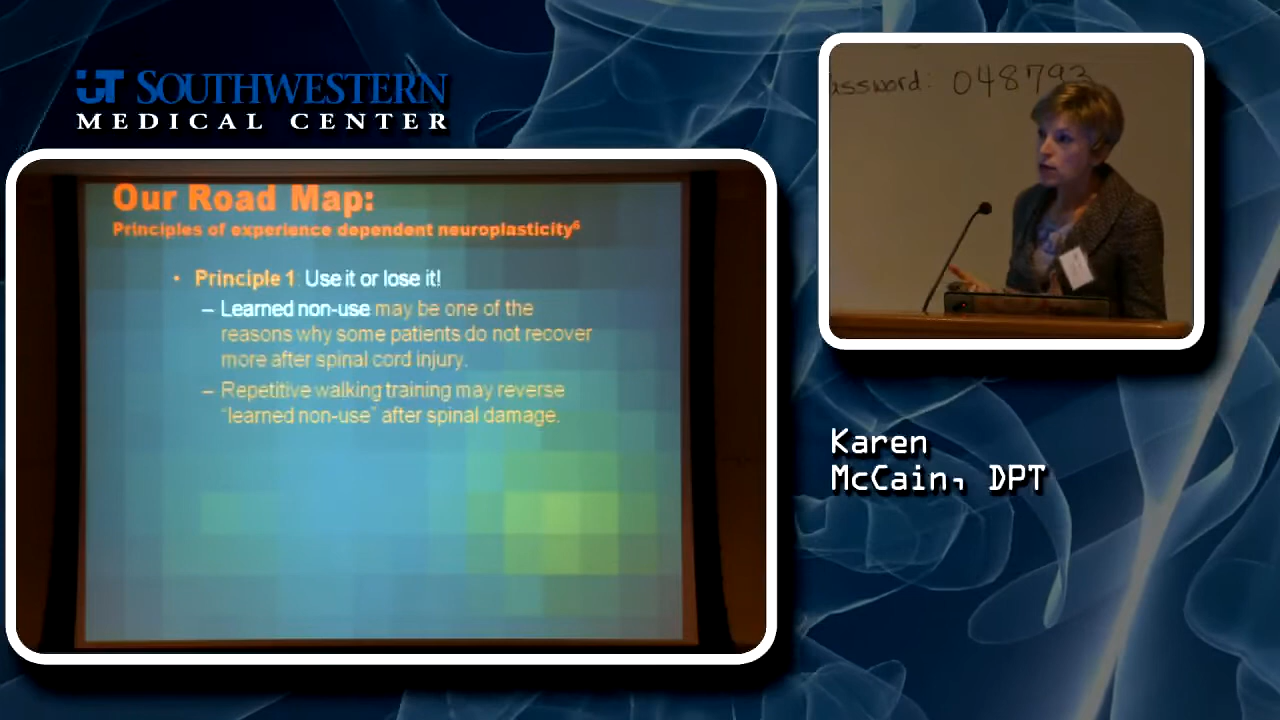 UT SOUTHWESTERN
MEDICAL CENTER
Our Road Map:
Principles of experience dependent neuroplasticity6
• Principle 1: Use it or lose it!
– Learned non-use may be one of the
reasons why some patients do not recover
more after spinal cord injury.
– Repetitive walking training may reverse
"learned non-use" after spinal damage.
assword: 048793
Karen
McCain, DPT